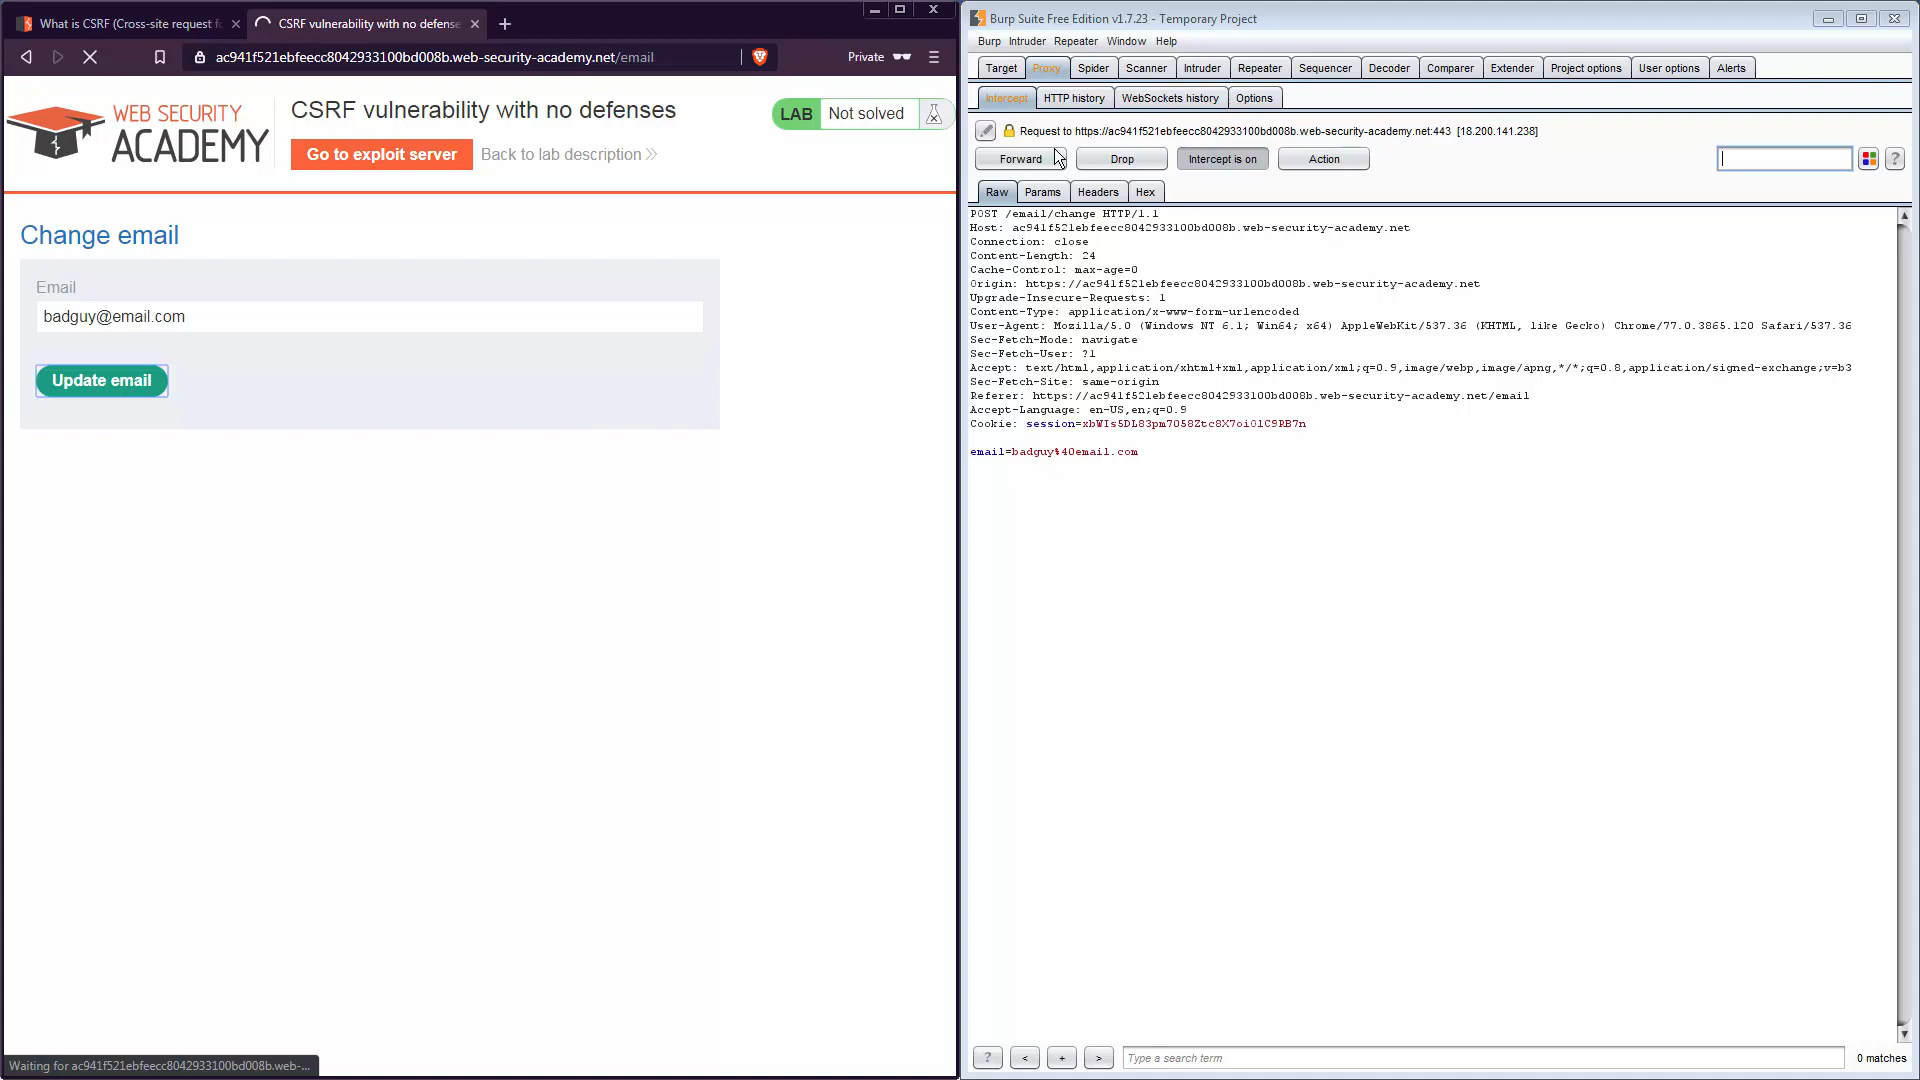 What is CSRF (Cross-site request f
CSRF vulnerability with no defense
ac941f521ebfeecc8042933100bd008b.web-security-academy.net/email
Private
WEB SECURITY
ACADEMY
CSRF vulnerability with no defenses
Go to exploit server
Back to lab description
LAB
Not solved
Change email
Email
badguy@email.com
Update email
Waiting for ac941f521ebfeecc8042933100bd008b.web-...
Burp Suite Free Edition v1.7.23 - Temporary Project
Burp Intruder Repeater Window Help
Target Proxy Spider Scanner Intruder Repeater Sequencer Decoder Comparer Extender Project options User options Alerts
Intercept HTTP history WebSockets history Options
Request to https://ac941f521ebfeecc8042933100bd008b.web-security-academy.net:443 [18.200.141.238]
Forward Drop Intercept is on Action ?
Raw Params Headers Hex
POST /email/change HTTP/1.1
Host: ac941f521ebfeecc8042933100bd008b.web-security-academy.net
Connection: close
Content-Length: 24
Cache-Control: max-age=0
Origin: https://ac941f521ebfeecc8042933100bd008b.web-security-academy.net
Upgrade-Insecure-Requests: 1
Content-Type: application/x-www-form-urlencoded
User-Agent: Mozilla/5.0 (Windows NT 6.1; Win64; x64) AppleWebKit/537.36 (KHTML, like Gecko) Chrome/77.0.3865.120 Safari/537.36
Sec-Fetch-Mode: navigate
Sec-Fetch-User: ?1
Accept: text/html,application/xhtml+xml,application/xml;q=0.9,image/webp,image/apng,*/*;q=0.8,application/signed-exchange;v=b3
Sec-Fetch-Site: same-origin
Referer: https://ac941f521ebfeecc8042933100bd008b.web-security-academy.net/email
Accept-Language: en-US,en;q=0.9
Cookie: session=xbWIs5DL83pm7058Ztc8X7oi0lC9RB7n
email=badguy%40email.com
? < + > Type a search term 0 matches